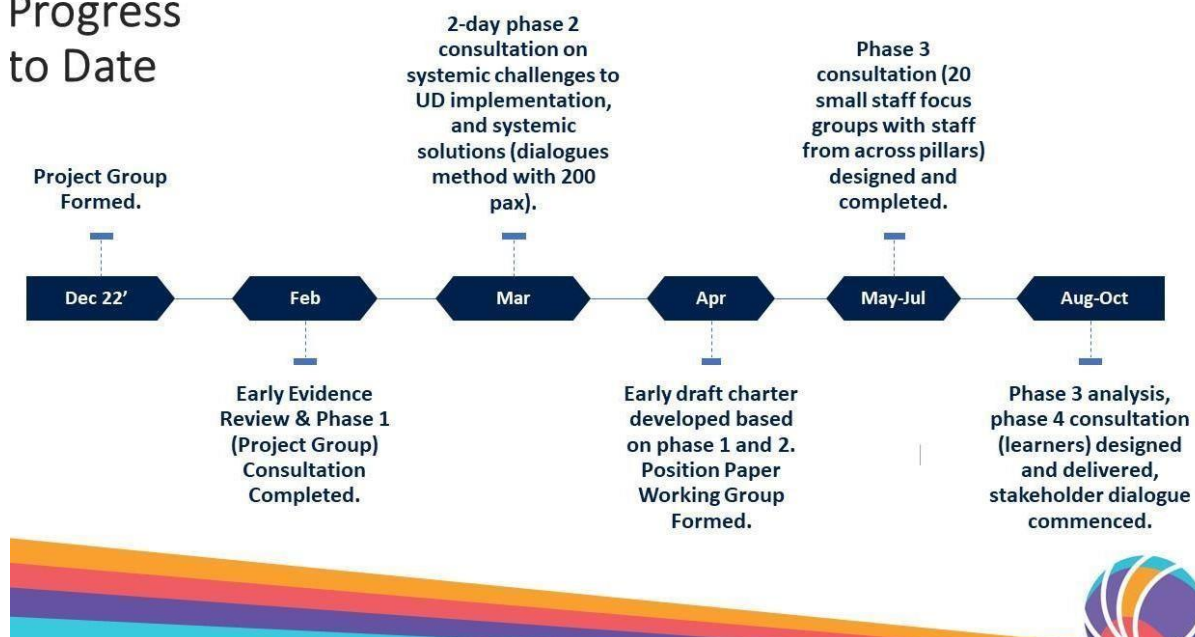 Progress
to Date
Project Group
Formed.
2-day phase 2
consultation on
systemic challenges to
UD implementation,
and systemic
solutions (dialogues
method with 200
pax).
Phase 3
consultation (20
small staff focus
groups with staff
from across pillars)
designed and
completed.
Dec 22’
Feb
Mar
Apr
May-Jul
Aug-Oct
Early Evidence
Review & Phase 1
(Project Group)
Consultation
Completed.
Early draft charter
developed based
on phase 1 and 2.
Position Paper
Working Group
Formed.
Phase 3 analysis,
phase 4 consultation
(learners) designed
and delivered,
stakeholder dialogue
commenced.